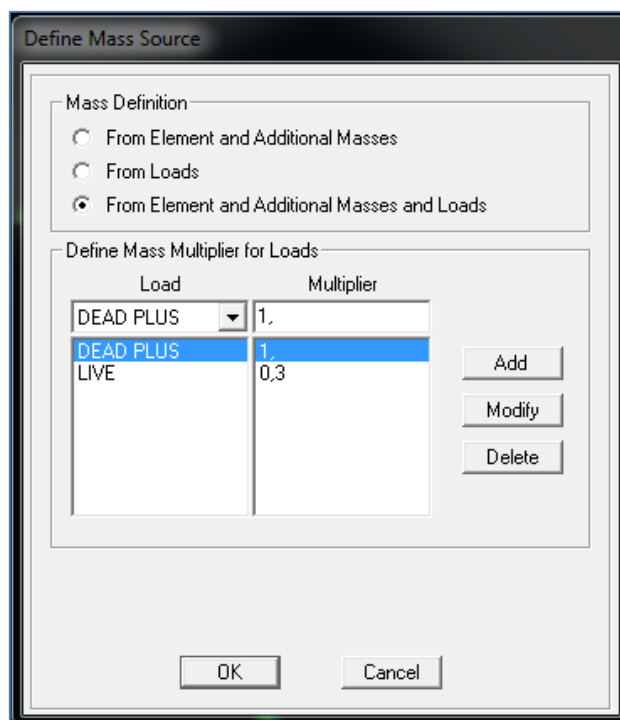 Define Mass Source
Mass Definition
From Element and Additional Masses
From Loads
From Element and Additional Masses and Loads
Define Mass Multiplier for Loads
Load Multiplier
DEAD PLUS 1,
DEAD PLUS 1,
LIVE 0,3
Add
Modify
Delete
OK Cancel